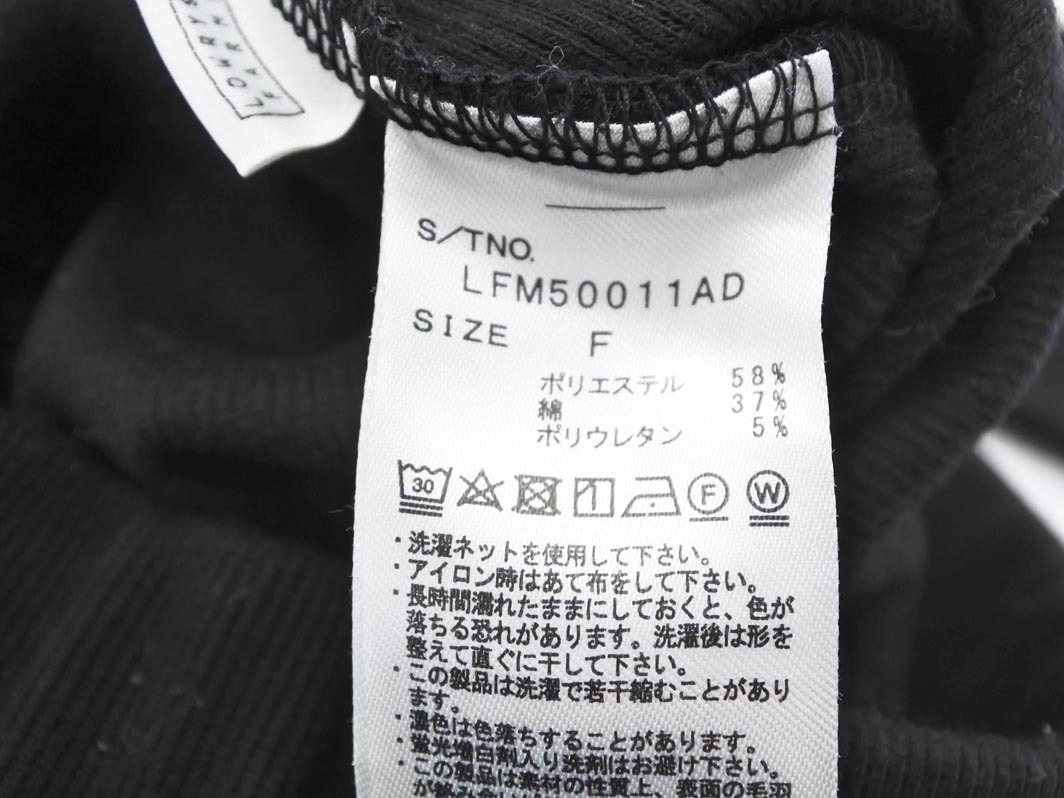 LOWRYS
FARM
S/TNO.
LFM50011AD
SIZE F
ポリエステル 58%
綿 37%
ポリウレタン 5%
30 F W
・洗濯ネットを使用して下さい。
・アイロン時はあて布をして下さい。
・長時間濡れたままにしておくと、色が
落ちる恐れがあります。洗濯後は形を
整えて直ぐに干して下さい。
・この製品は洗濯で若干縮むことがあり
ます。
・濃色は色落ちすることがあります。
・蛍光増白剤入り洗剤はお避け下さい。
・この製品は素材の性質上、表面の毛羽